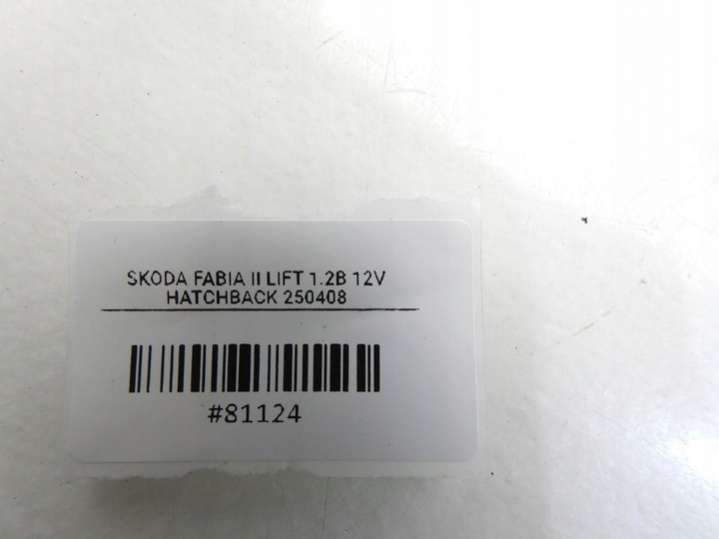 SKODA FABIA II LIFT 1.2B 12V
HATCHBACK 250408
#81124